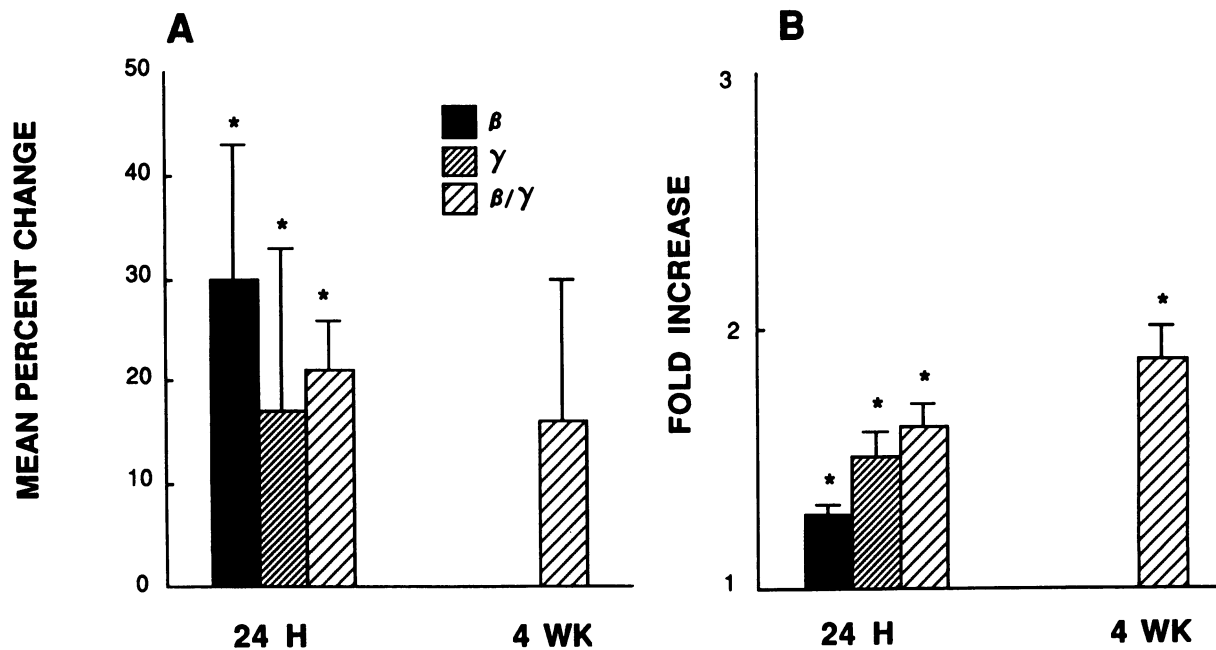 A
MEAN PERCENT CHANGE
50
40
30
20
10
0
*
*
*
β
γ
β/γ
24 H
4 WK
B
FOLD INCREASE
3
2
1
*
*
*
*
24 H
4 WK